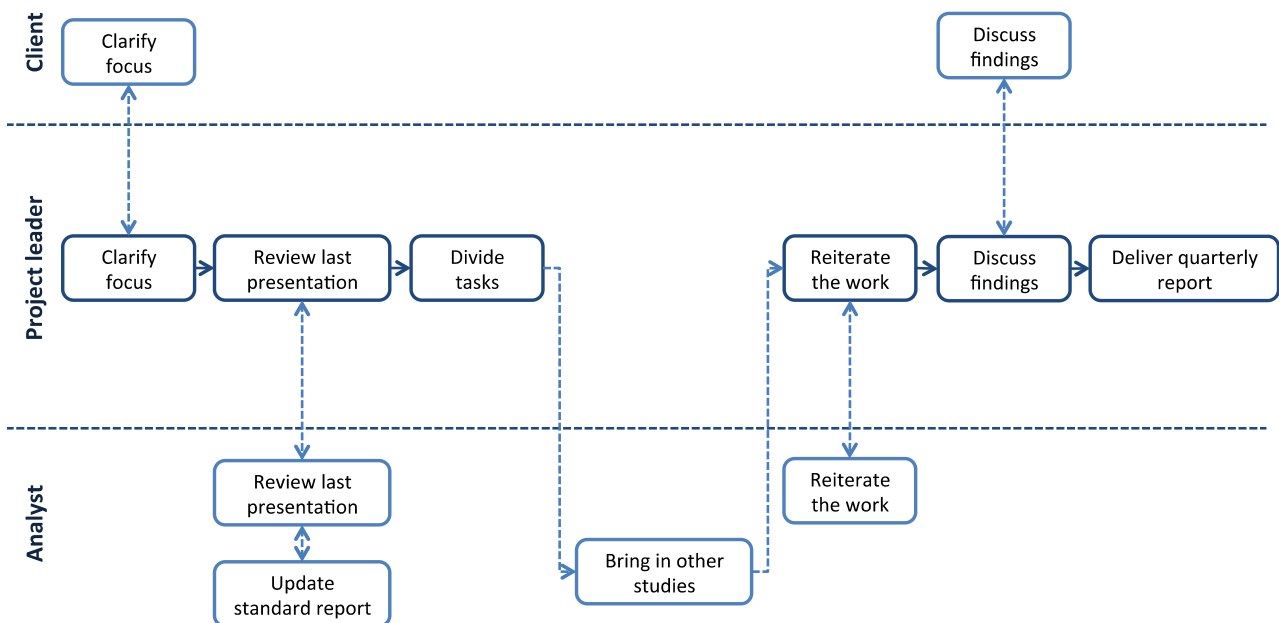 Client
Clarify
focus
Discuss
findings
Project leader
Clarify
focus
Review last
presentation
Divide
tasks
Reiterate
the work
Discuss
findings
Deliver quarterly
report
Analyst
Review last
presentation
Reiterate
the work
Bring in other
studies
Update
standard report